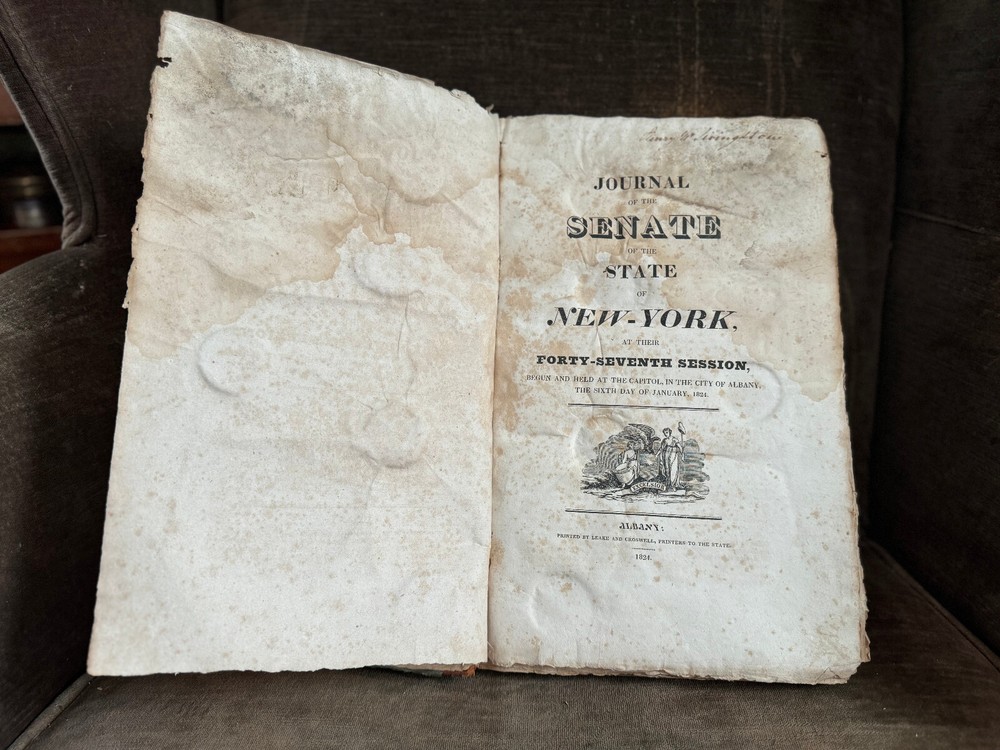 Livingston
JOURNAL
OF THE
SENATE
OF THE
STATE
OF
NEW-YORK,
AT THEIR
FORTY-SEVENTH SESSION,
BEGUN AND HELD AT THE CAPITOL, IN THE CITY OF ALBANY,
THE SIXTH DAY OF JANUARY, 1824.
EXCELSIOR
ALBANY:
PRINTED BY LEAKE AND CROSWELL, PRINTERS TO THE STATE.
1824.